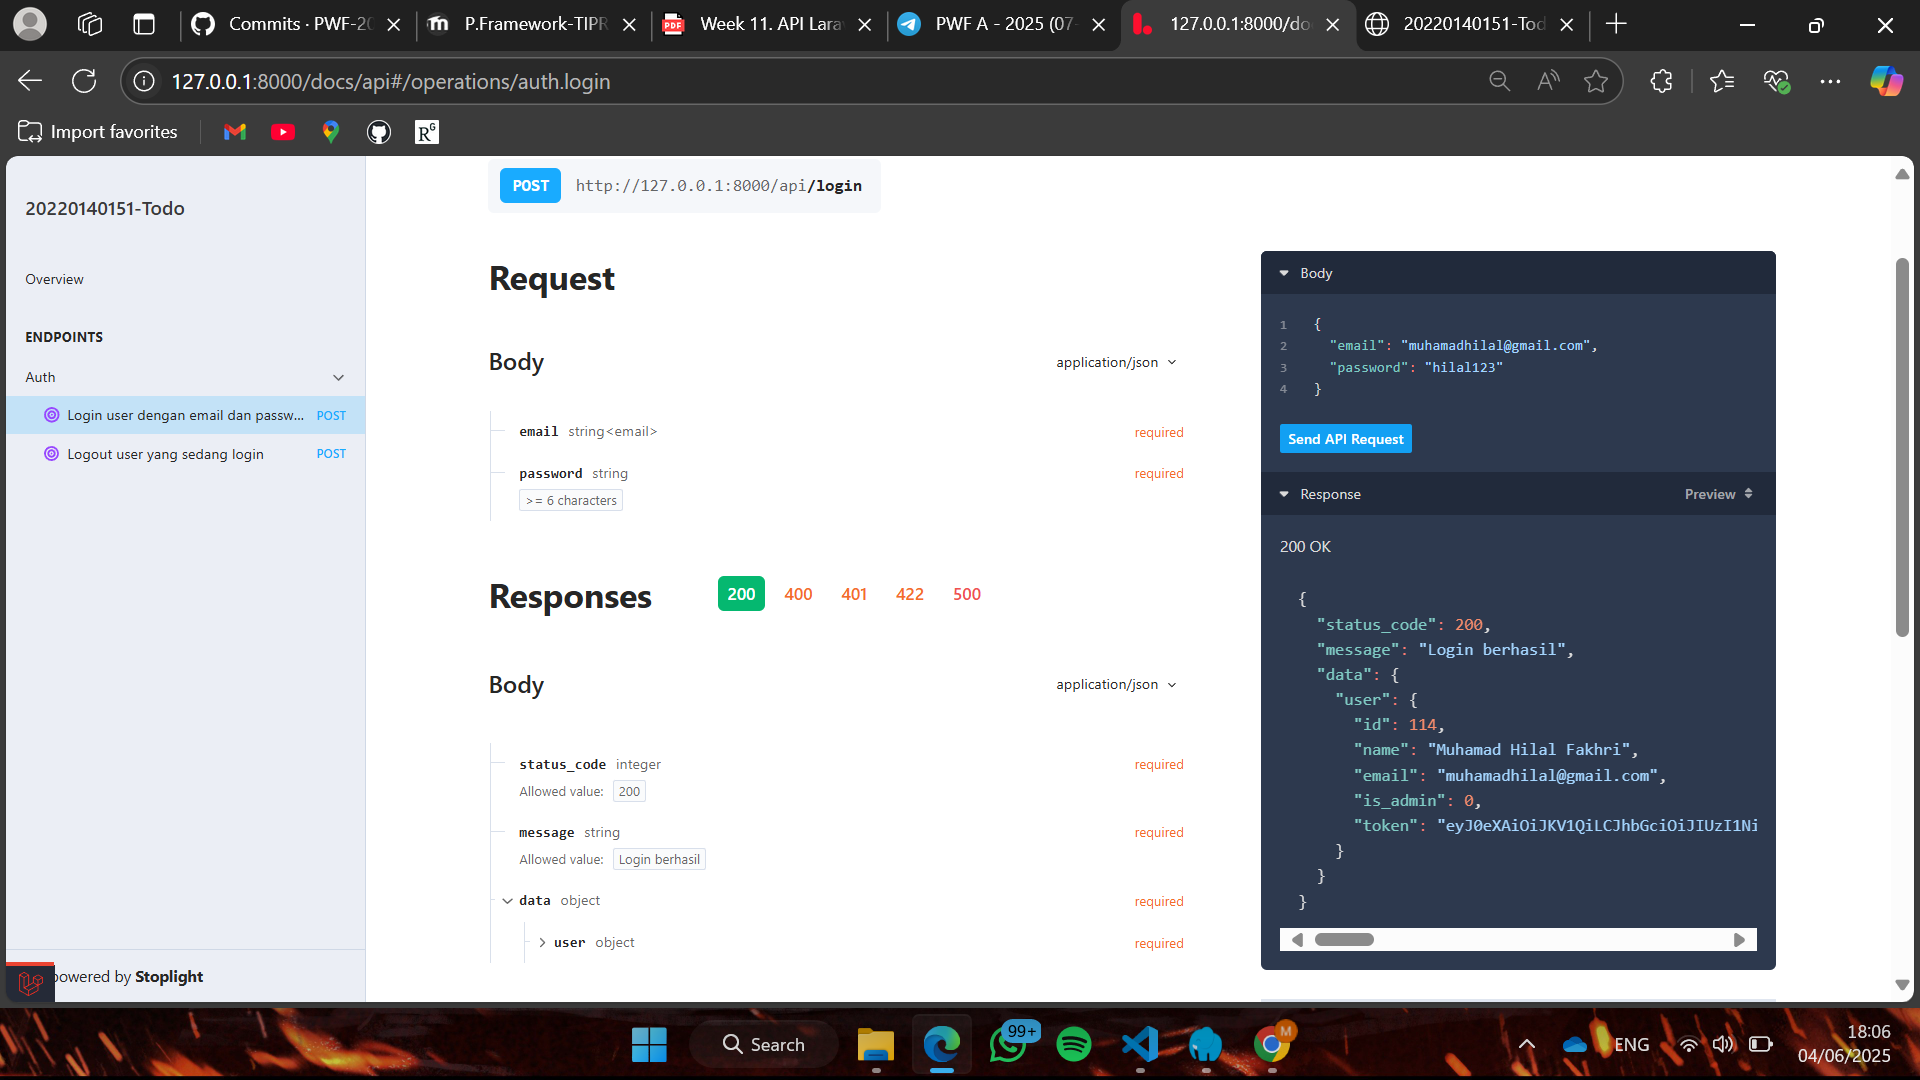 Commits · PWF-20
P.Framework-TIPR
Week 11. API Lara
PWF A - 2025 (07-
127.0.0.1:8000/do
20220140151-Tod
127.0.0.1:8000/docs/api#/operations/auth.login
Import favorites
20220140151-Todo
Overview
ENDPOINTS
Auth
Login user dengan email dan passw... POST
Logout user yang sedang login POST
powered by Stoplight
POST http://127.0.0.1:8000/api/login
Request
Body application/json
email string<email> required
password string required
>= 6 characters
Responses 200 400 401 422 500
Body application/json
status_code integer required
Allowed value: 200
message string required
Allowed value: Login berhasil
data object required
user object required
Body
1 {
2 "email": "muhamadhilal@gmail.com",
3 "password": "hilal123"
4 }
Send API Request
Response Preview
200 OK
{
"status_code": 200,
"message": "Login berhasil",
"data": {
"user": {
"id": 114,
"name": "Muhamad Hilal Fakhri",
"email": "muhamadhilal@gmail.com",
"is_admin": 0,
"token": "eyJ0eXAiOiJKV1QiLCJhbGciOiJIUzI1Ni
}
}
}
Search
99+
M
ENG
18:06
04/06/2025